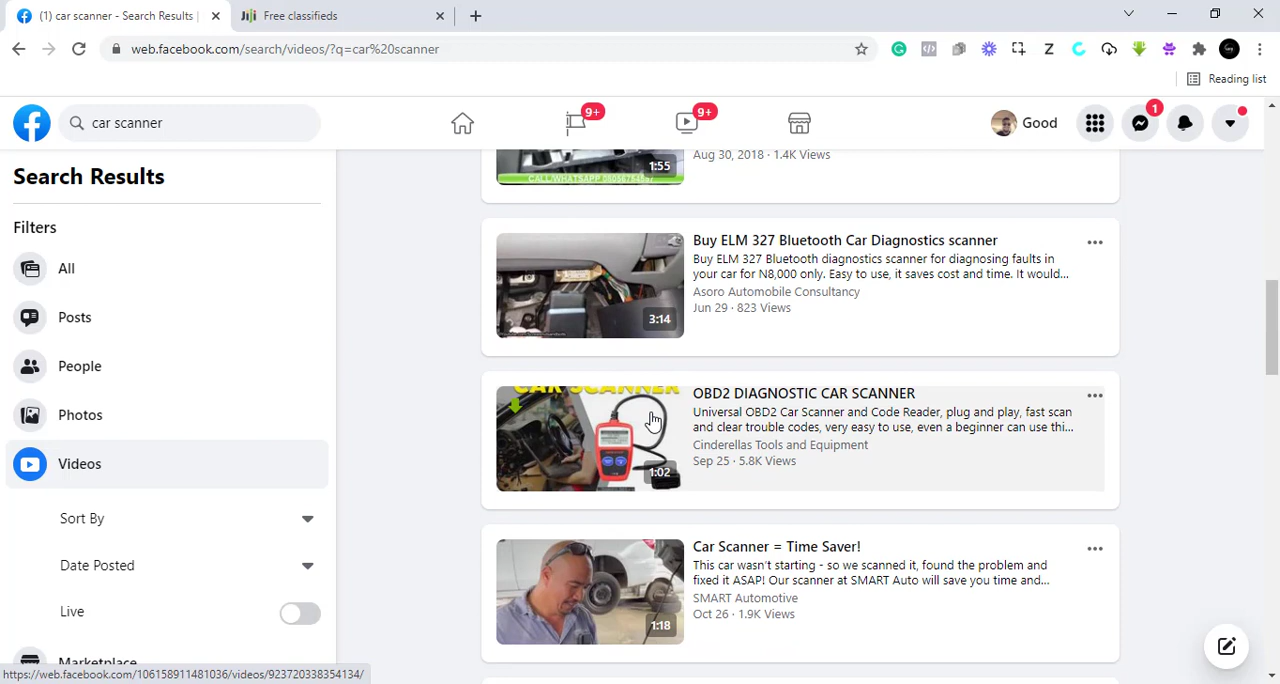 (1) car scanner - Search Results
Free classifieds
web.facebook.com/search/videos/?q=car%20scanner
Reading list
car scanner
9+
9+
Good
1
Search Results
Filters
All
Posts
People
Photos
Videos
Sort By
Date Posted
Live
Marketplace
1:55
Aug 30, 2018 · 1.4K Views
Buy ELM 327 Bluetooth Car Diagnostics scanner
Buy ELM 327 Bluetooth diagnostics scanner for diagnosing faults in
your car for N8,000 only. Easy to use, it saves cost and time. It would...
Asoro Automobile Consultancy
Jun 29 · 823 Views
3:14
CAR SCANNER
OBD2 DIAGNOSTIC CAR SCANNER
Universal OBD2 Car Scanner and Code Reader, plug and play, fast scan
and clear trouble codes, very easy to use, even a beginner can use thi...
Cinderellas Tools and Equipment
Sep 25 · 5.8K Views
1:02
Car Scanner = Time Saver!
This car wasn't starting - so we scanned it, found the problem and
fixed it ASAP! Our scanner at SMART Auto will save you time and...
SMART Automotive
Oct 26 · 1.9K Views
1:18
https://web.facebook.com/106158911481036/videos/923720338354134/